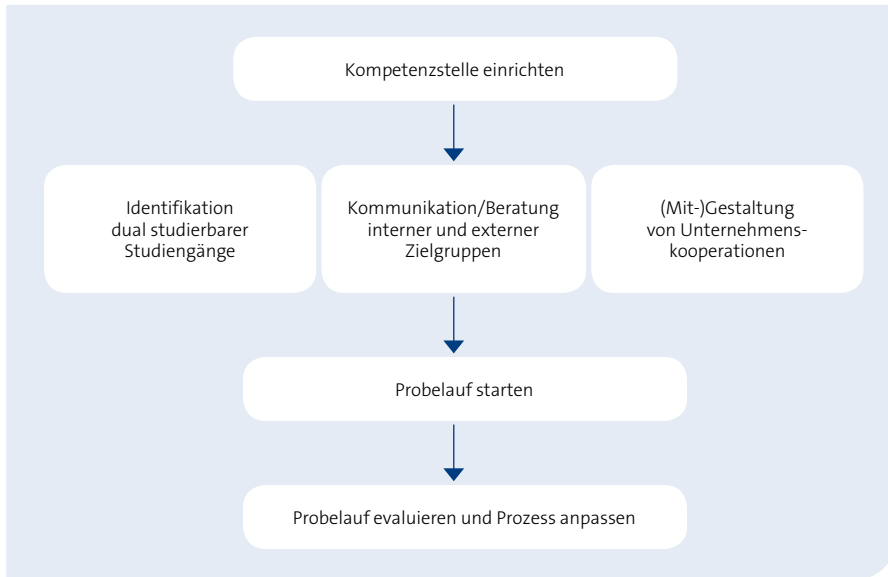 Kompetenzstelle einrichten
Identifikation
dual studierbarer
Studiengänge
Kommunikation/Beratung
interner und externer
Zielgruppen
(Mit-)Gestaltung
von Unternehmens-
kooperationen
Probelauf starten
Probelauf evaluieren und Prozess anpassen